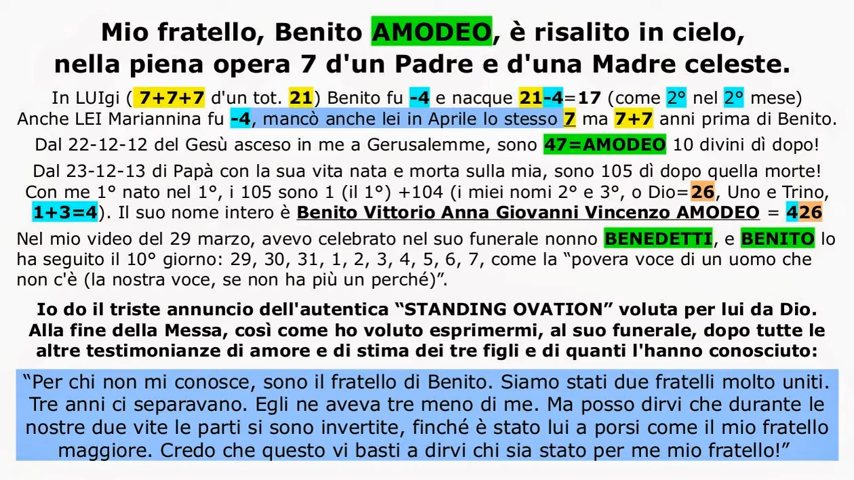 Mio fratello, Benito AMODEO, è risalito in cielo,
nella piena opera 7 d'un Padre e d'una Madre celeste.
In LUIgi ( 7+7+7 d'un tot. 21) Benito fu -4 e nacque 21-4=17 (come 2° nel 2° mese)
Anche LEI Mariannina fu -4, mancò anche lei in Aprile lo stesso 7 ma 7+7 anni prima di Benito.
Dal 22-12-12 del Gesù asceso in me a Gerusalemme, sono 47=AMODEO 10 divini dì dopo!
Dal 23-12-13 di Papà con la sua vita nata e morta sulla mia, sono 105 dì dopo quella morte!
Con me 1° nato nel 1°, i 105 sono 1 (il 1°) +104 (i miei nomi 2° e 3°, o Dio=26, Uno e Trino,
1+3=4). Il suo nome intero è Benito Vittorio Anna Giovanni Vincenzo AMODEO = 426
Nel mio video del 29 marzo, avevo celebrato nel suo funerale nonno BENEDETTI, e BENITO lo
ha seguito il 10° giorno: 29, 30, 31, 1, 2, 3, 4, 5, 6, 7, come la “povera voce di un uomo che
non c'è (la nostra voce, se non ha più un perché)”.
Io do il triste annuncio dell'autentica “STANDING OVATION” voluta per lui da Dio.
Alla fine della Messa, così come ho voluto esprimermi, al suo funerale, dopo tutte le
altre testimonianze di amore e di stima dei tre figli e di quanti l'hanno conosciuto:
“Per chi non mi conosce, sono il fratello di Benito. Siamo stati due fratelli molto uniti.
Tre anni ci separavano. Egli ne aveva tre meno di me. Ma posso dirvi che durante le
nostre due vite le parti si sono invertite, finché è stato lui a porsi come il mio fratello
maggiore. Credo che questo vi basti a dirvi chi sia stato per me mio fratello!”